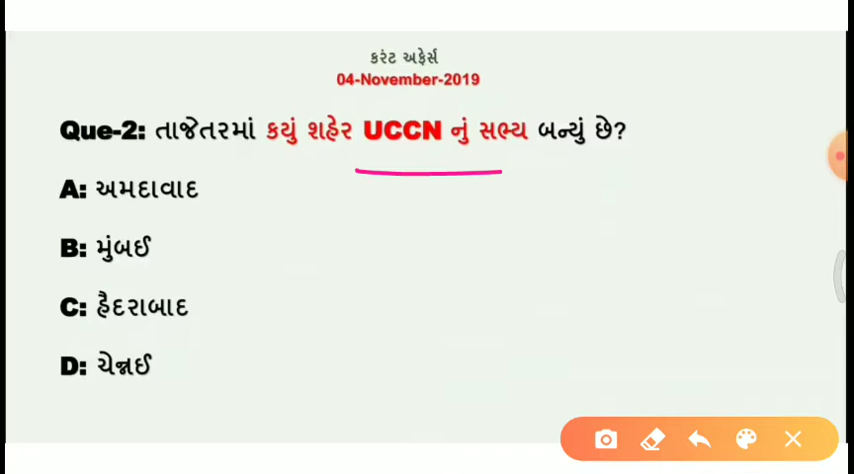 કરંટ અફેર્સ
04-November-2019
Que-2: તાજેતરમાં કયું શહેર UCCN નું સભ્ય બન્યું છે?
A: અમદાવાદ
B: મુંબઈ
C: હૈદરાબાદ
D: ચેન્નઈ